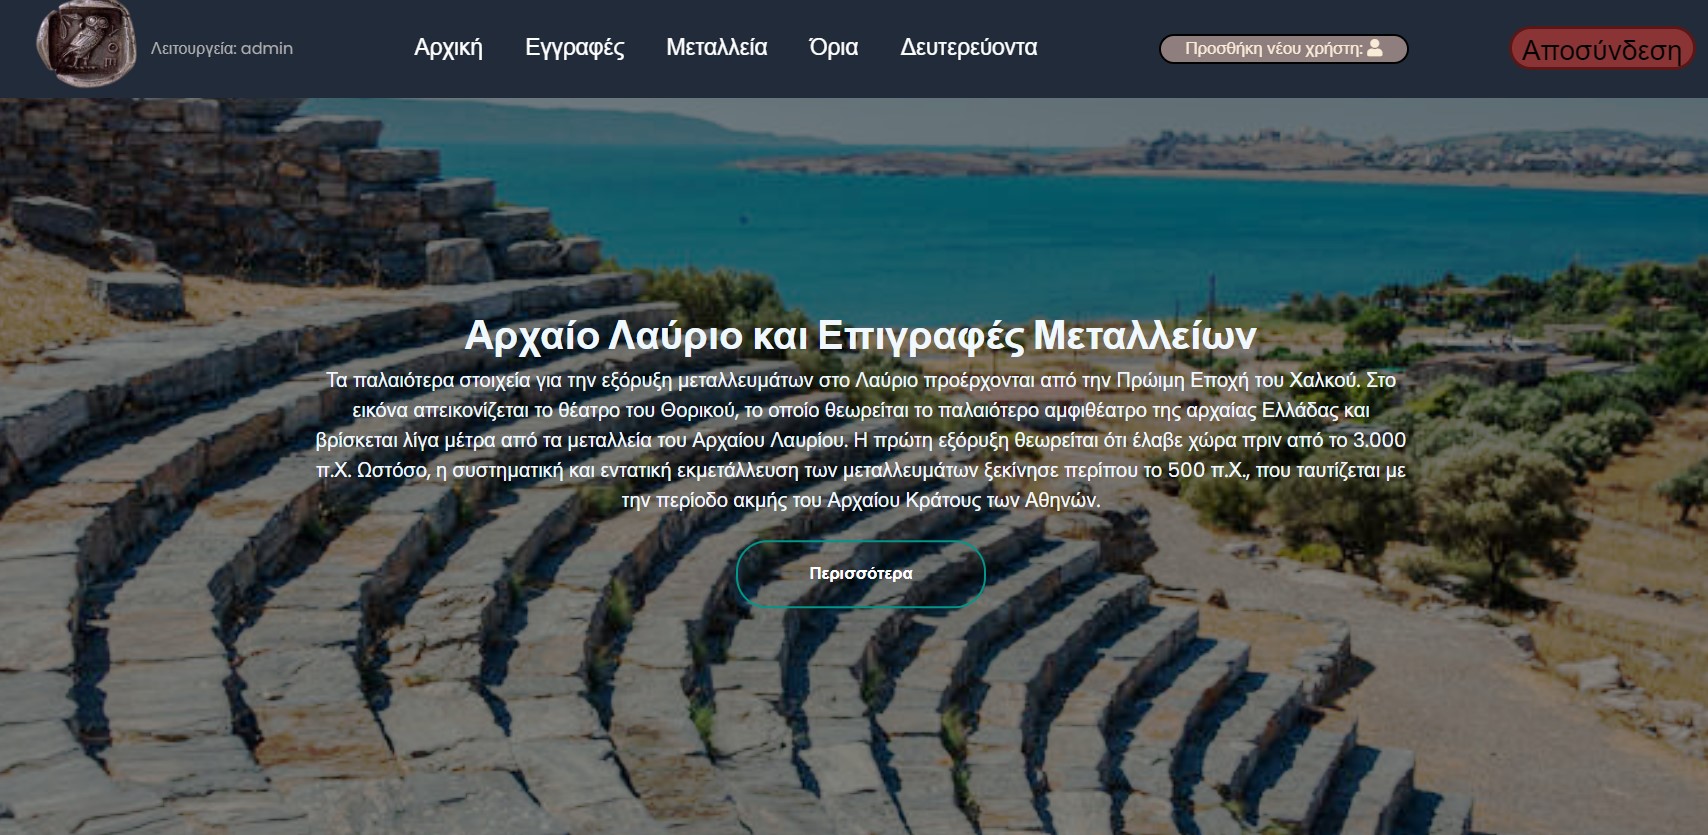 Λειτουργεία: admin
Αρχική Εγγραφές Μεταλλεία Όρια Δευτερεύοντα
Προσθήκη νέου χρήστη:
Αποσύνδεση
Αρχαίο Λαύριο και Επιγραφές Μεταλλείων
Τα παλαιότερα στοιχεία για την εξόρυξη μεταλλευμάτων στο Λαύριο προέρχονται από την Πρώιμη Εποχή του Χαλκού. Στο
εικόνα απεικονίζεται το θέατρο του Θορικού, το οποίο θεωρείται το παλαιότερο αμφιθέατρο της αρχαίας Ελλάδας και
βρίσκεται λίγα μέτρα από τα μεταλλεία του Αρχαίου Λαυρίου. Η πρώτη εξόρυξη θεωρείται ότι έλαβε χώρα πριν από το 3.000
π.Χ. Ωστόσο, η συστηματική και εντατική εκμετάλλευση των μεταλλευμάτων ξεκίνησε περίπου το 500 π.Χ., που ταυτίζεται με
την περίοδο ακμής του Αρχαίου Κράτους των Αθηνών.
Περισσότερα